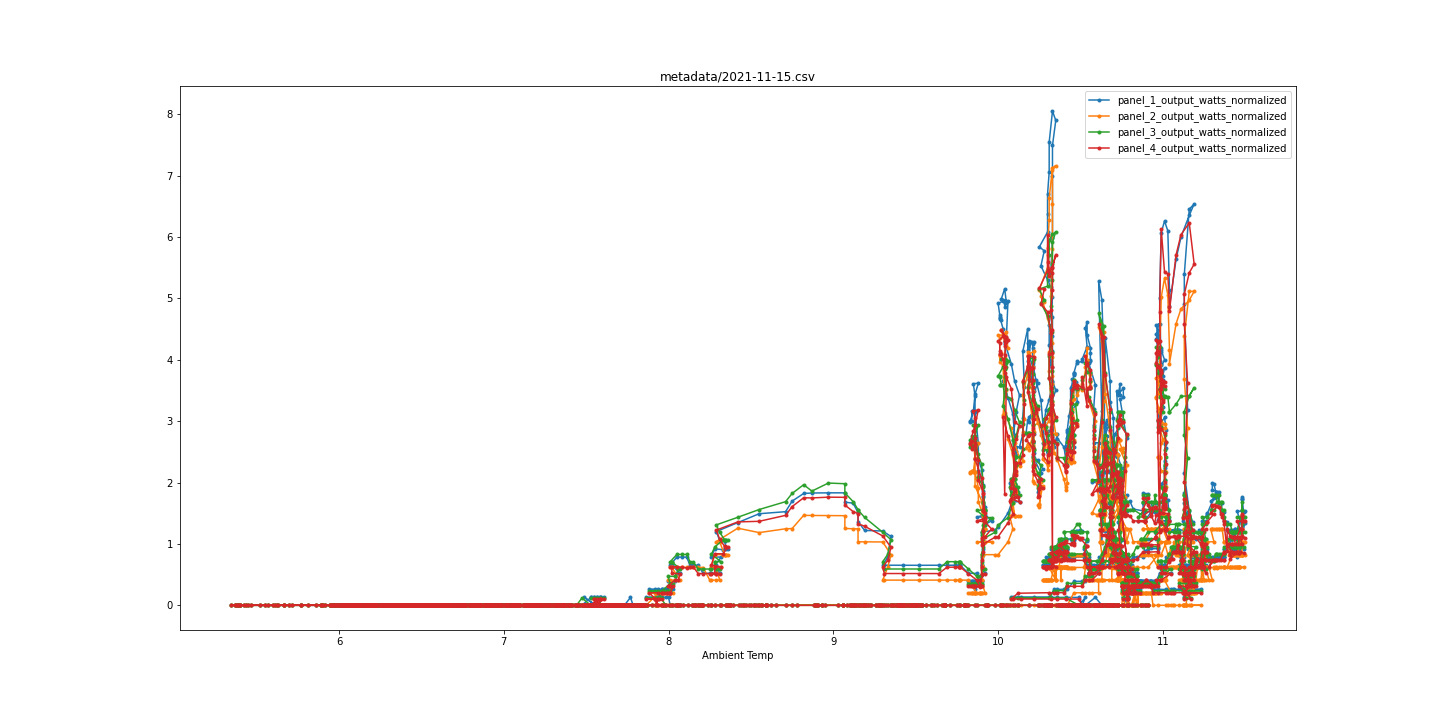 metadata/2021-11-15.csv
panel_1_output_watts_normalized
panel_2_output_watts_normalized
panel_3_output_watts_normalized
panel_4_output_watts_normalized
8
7
6
5
4
3
2
1
0
6 7 8 9 10 11
Ambient Temp